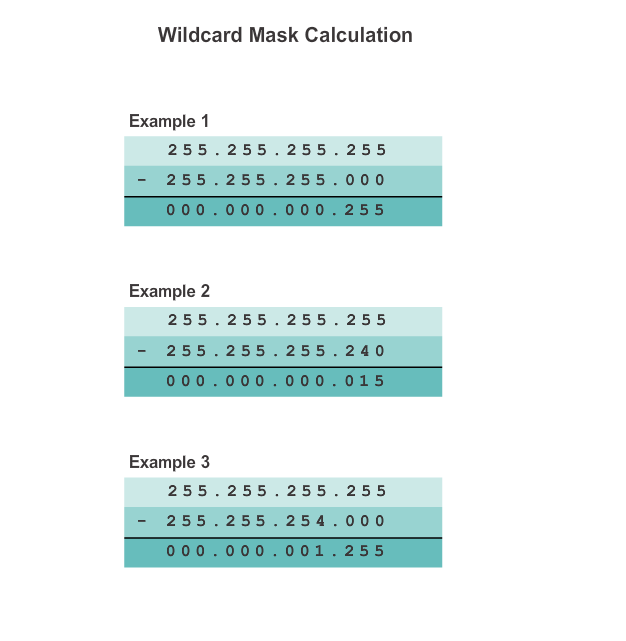 Wildcard Mask Calculation
Example 1
255.255.255.255
- 255.255.255.000
000.000.000.255
Example 2
255.255.255.255
- 255.255.255.240
000.000.000.015
Example 3
255.255.255.255
- 255.255.254.000
000.000.001.255